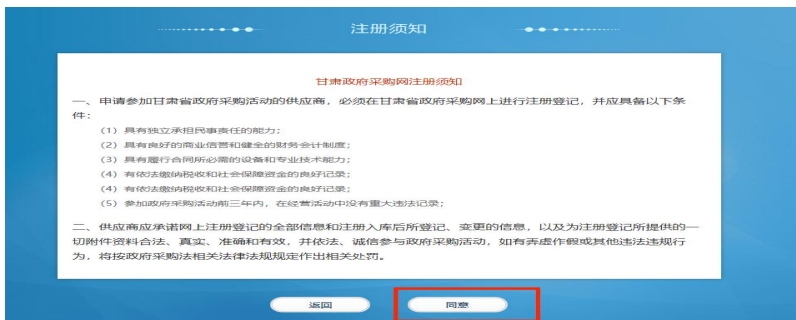 注册须知
甘肃政府采购网注册须知
一、申请参加甘肃省政府采购活动的供应商，必须在甘肃省政府采购网上进行注册登记，并应具备以下条
件：
（1）具有独立承担民事责任的能力；
（2）具有良好的商业信誉和健全的财务会计制度；
（3）具有履行合同所必需的设备和专业技术能力；
（4）有依法缴纳税收和社会保障资金的良好记录；
（4）有依法缴纳税收和社会保障资金的良好记录；
（5）参加政府采购活动前三年内，在经营活动中没有重大违法记录；
二、供应商应承诺网上注册登记的全部信息和注册入库后所登记、变更的信息，以及为注册登记所提供的一
切附件资料合法、真实、准确和有效，并依法、诚信参与政府采购活动，如有弄虚作假或其他违法违规行
为，将按政府采购法相关法律法规规定作出相关处罚。
返回 同意